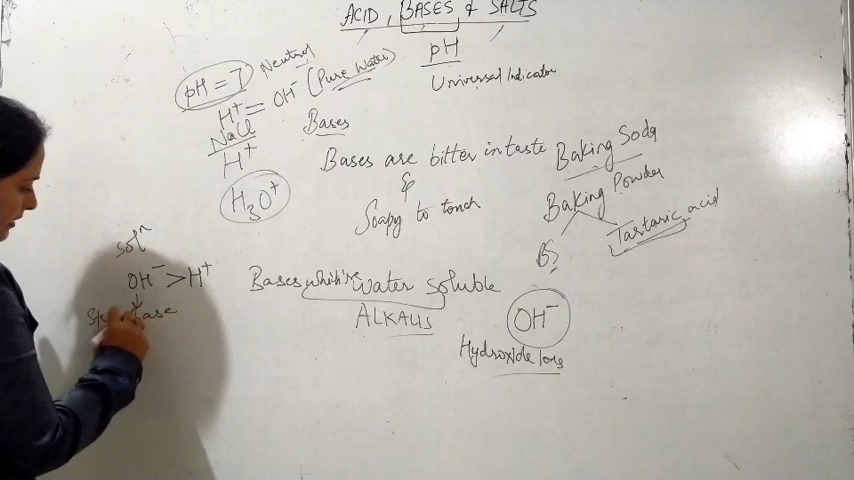 ACID, BASES & SALTS
pH
Universal Indicator
Neutral
pH = 7
H+ = OH- (Pure Water)
NaCl
H+
H3O+
Bases
Bases are bitter in taste
&
Soapy to touch
Baking Soda
Baking Powder
Tartaric acid
B.S
Soln
OH- > H+
Base
Bases which're water soluble
ALKALIS
OH-
Hydroxide Ions